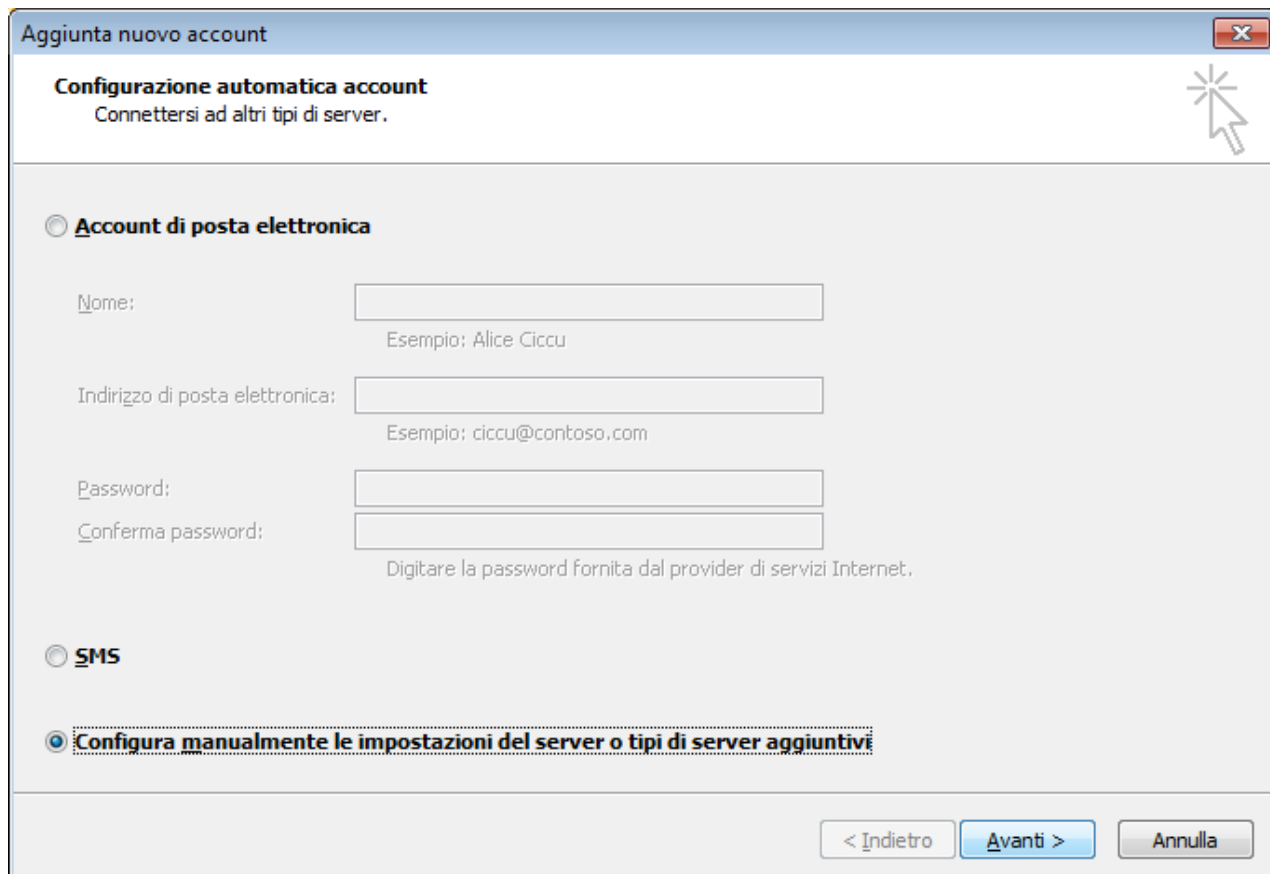 Aggiunta nuovo account
Configurazione automatica account
Connettersi ad altri tipi di server.
Account di posta elettronica
Nome:
Esempio: Alice Ciccu
Indirizzo di posta elettronica:
Esempio: ciccu@contoso.com
Password:
Conferma password:
Digitare la password fornita dal provider di servizi Internet.
SMS
Configura manualmente le impostazioni del server o tipi di server aggiuntivi
< Indietro Avanti > Annulla